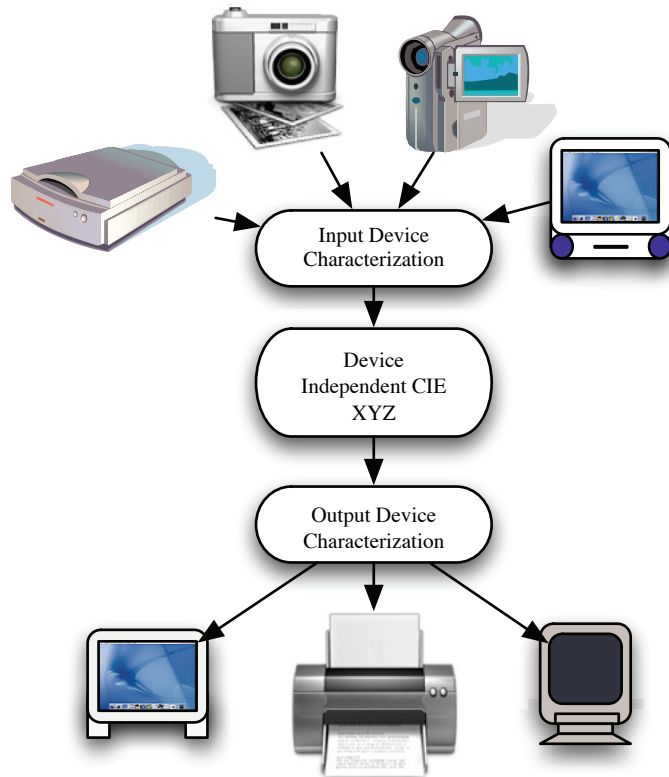 Input Device
Characterization
Device
Independent CIE
XYZ
Output Device
Characterization